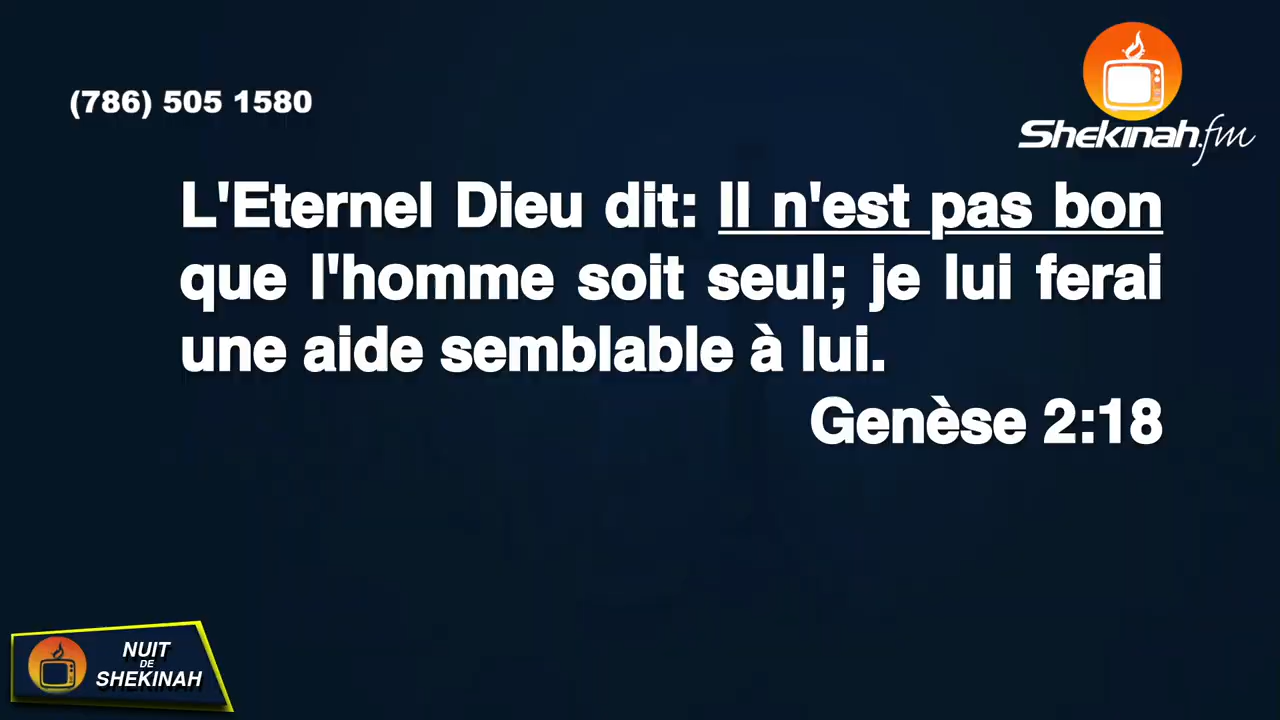 (786) 505 1580
Shekinah.fm
L'Eternel Dieu dit: Il n'est pas bon
que l'homme soit seul; je lui ferai
une aide semblable à lui.
Genèse 2:18
NUIT
DE
SHEKINAH